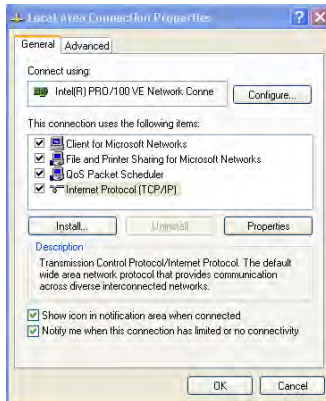 Local Area Connection Properties
General Advanced
Connect using:
Intel(R) PRO/100 VE Network Conne
Configure...
This connection uses the following items:
Client for Microsoft Networks
File and Printer Sharing for Microsoft Networks
QoS Packet Scheduler
Internet Protocol (TCP/IP)
Install... Uninstall Properties
Description
Transmission Control Protocol/Internet Protocol. The default
wide area network protocol that provides communication
across diverse interconnected networks.
Show icon in notification area when connected
Notify me when this connection has limited or no connectivity
OK Cancel